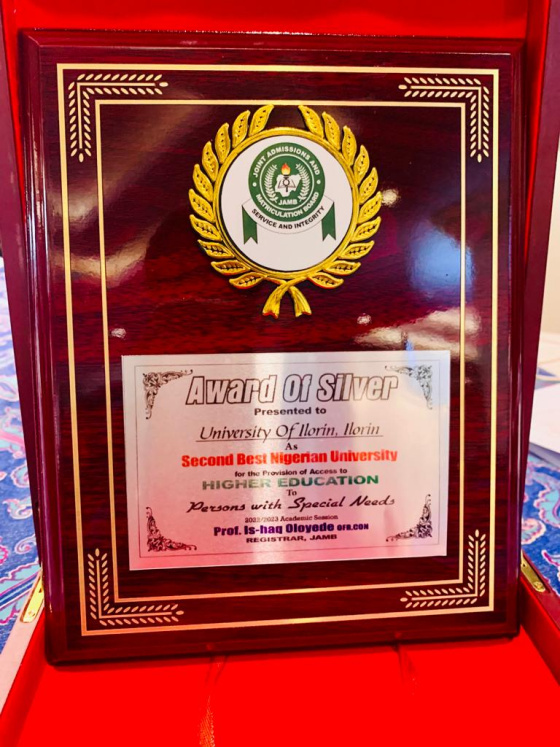 JOINT ADMISSIONS AND
MATRICULATION BOARD
JAMB
SERVICE AND INTEGRITY
Award Of Silver
Presented to
University Of Ilorin, Ilorin
As
Second Best Nigerian University
for the Provision of Access to
HIGHER EDUCATION
To
Persons with Special Needs
2022/2023 Academic Session
Prof. Is-haq Oloyede OFR.CON
REGISTRAR, JAMB